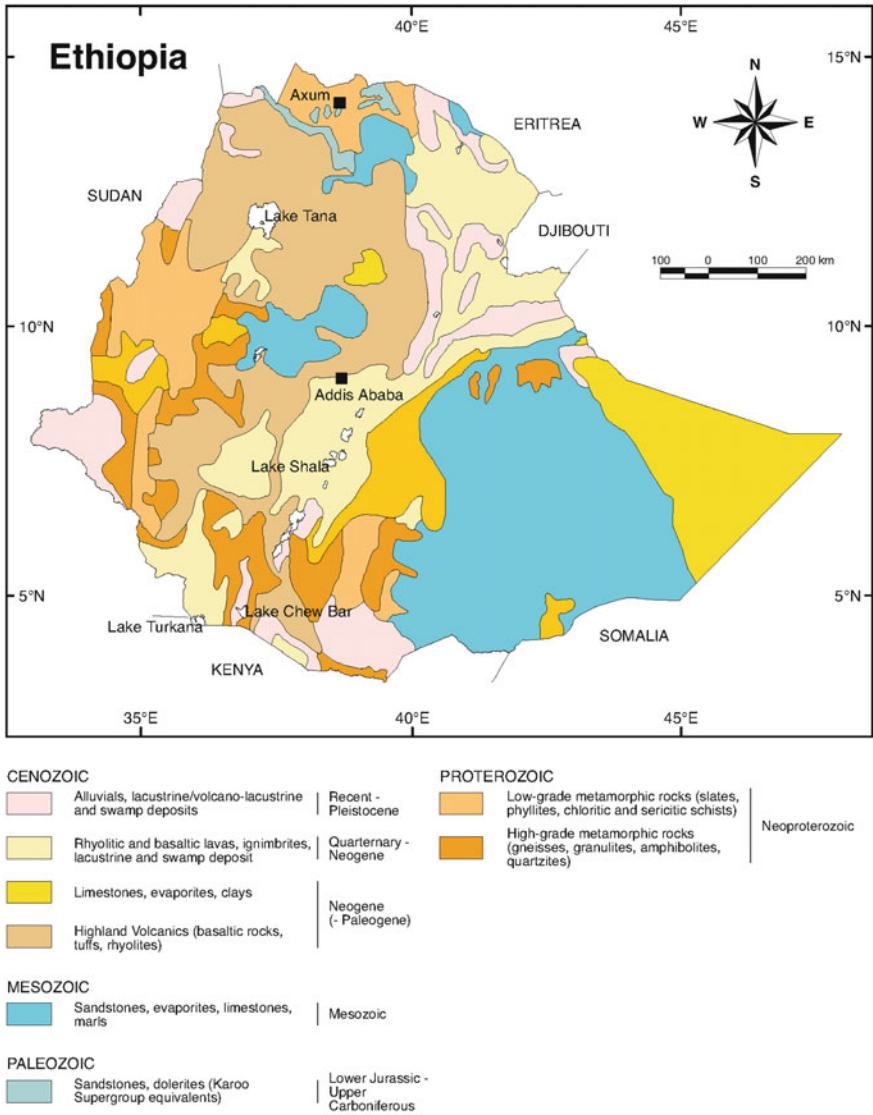 40°E
45°E
Ethiopia
15°N
N
W
E
S
Axum
ERITREA
SUDAN
Lake Tana
DJIBOUTI
100 0 100 200 km
10°N
10°N
Addis Ababa
Lake Shala
5°N
5°N
Lake Chew Bar
Lake Turkana
SOMALIA
KENYA
35°E
40°E
45°E
CENOZOIC
Alluvials, lacustrine/volcano-lacustrine
and swamp deposits
Recent -
Pleistocene
Rhyolitic and basaltic lavas, ignimbrites,
lacustrine and swamp deposit
Quarternary -
Neogene
Limestones, evaporites, clays
Neogene
(- Paleogene)
Highland Volcanics (basaltic rocks,
tuffs, rhyolites)
MESOZOIC
Sandstones, evaporites, limestones,
marls
Mesozoic
PALEOZOIC
Sandstones, dolerites (Karoo
Supergroup equivalents)
Lower Jurassic -
Upper
Carboniferous
PROTEROZOIC
Low-grade metamorphic rocks (slates,
phyllites, chloritic and sericitic schists)
High-grade metamorphic rocks
(gneisses, granulites, amphibolites,
quartzites)
Neoproterozoic